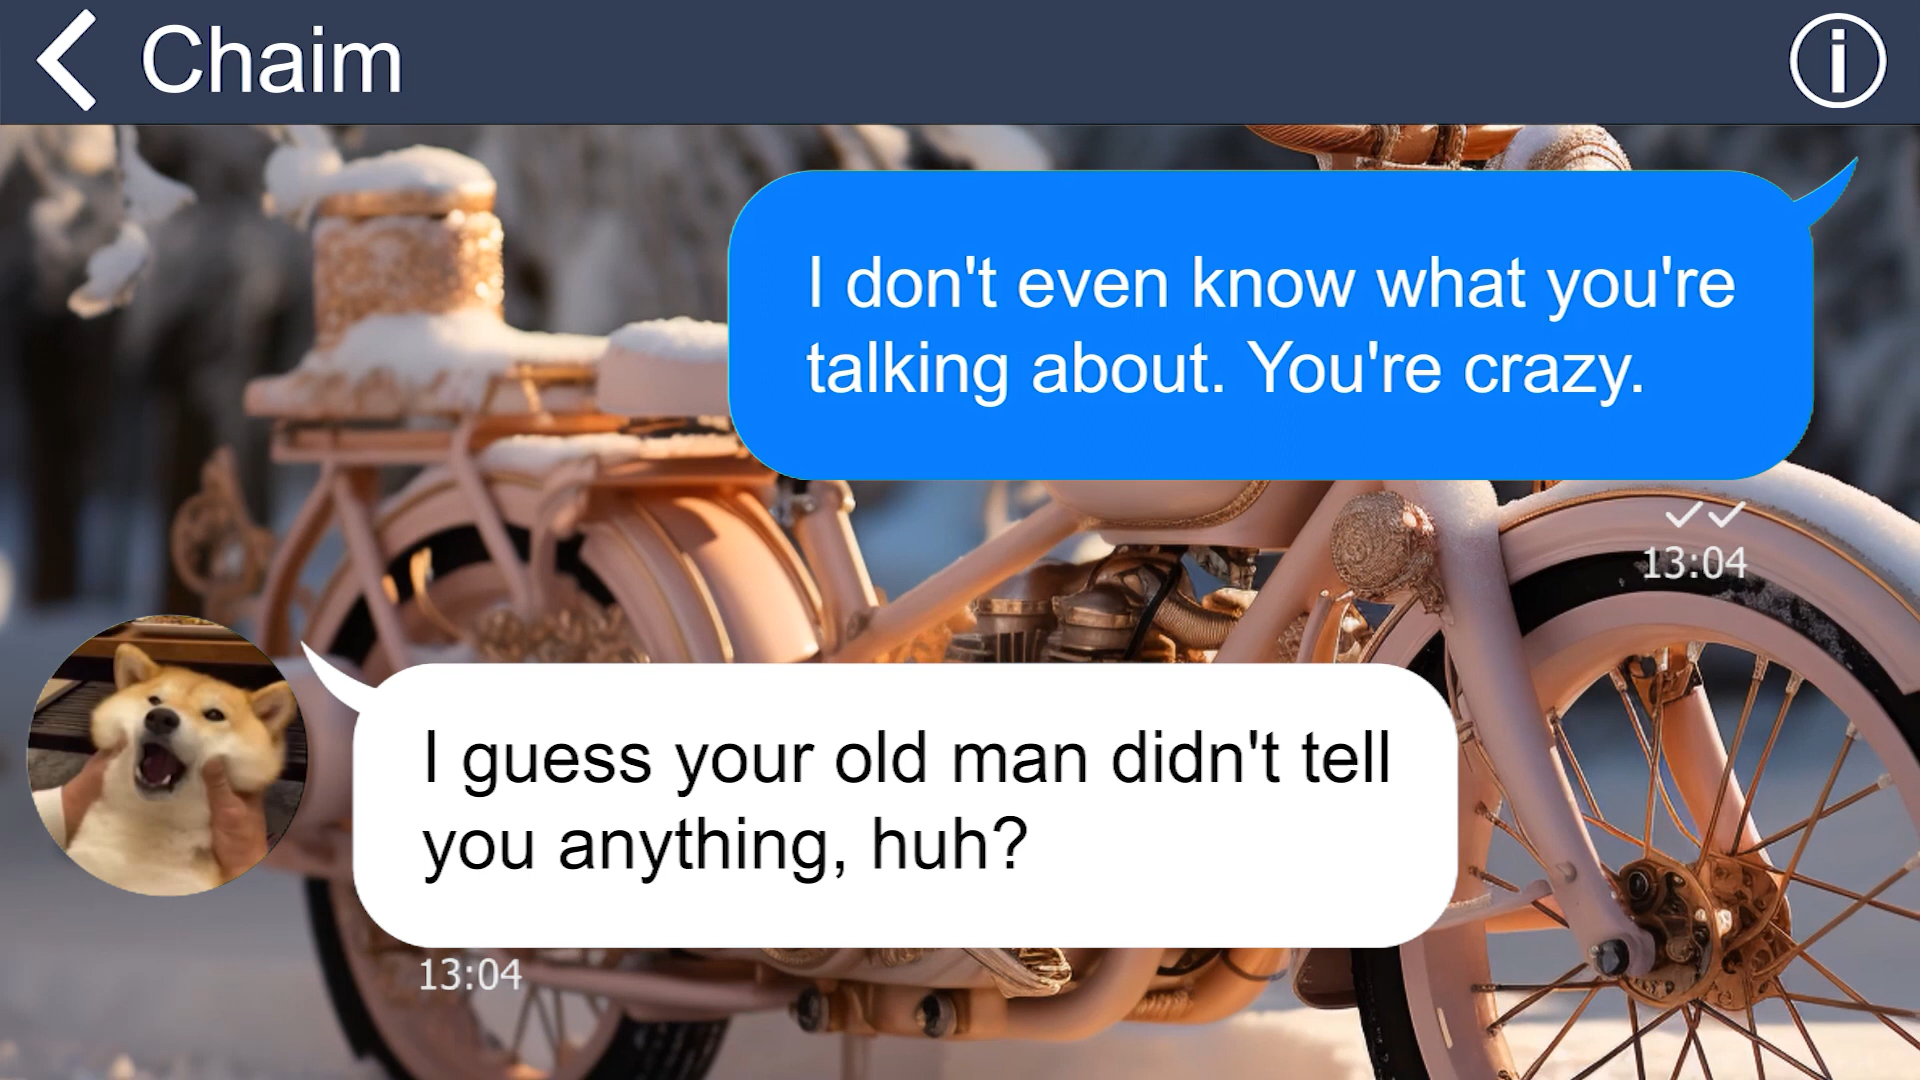 Chaim
I don't even know what you're
talking about. You're crazy.
13:04
I guess your old man didn't tell
you anything, huh?
13:04